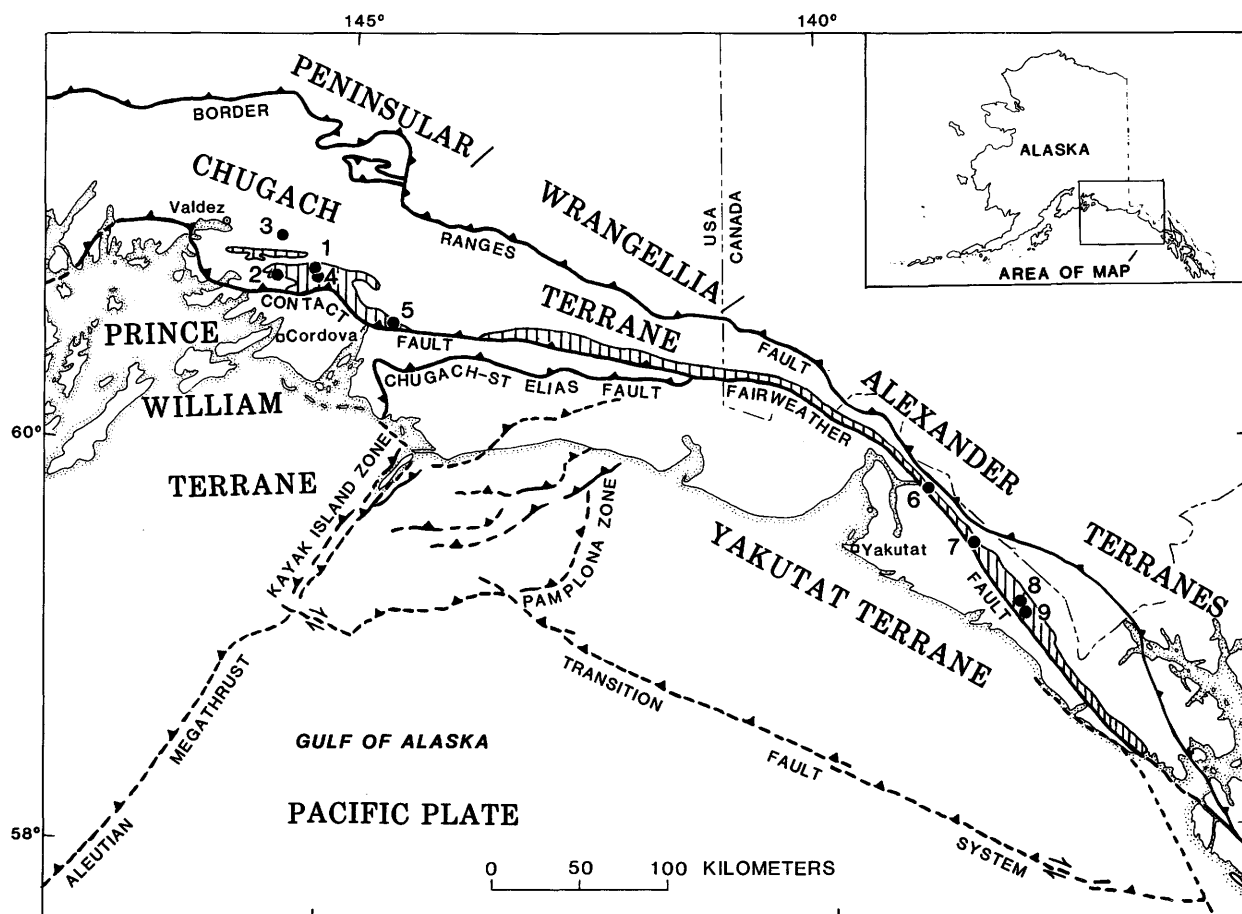 145°
140°
PENINSULAR/
WRANGELLIA/
ALEXANDER
TERRANES
BORDER
RANGES
FAULT
CHUGACH
TERRANE
USA
CANADA
ALASKA
AREA OF MAP
Valdez
3
1
2
4
5
CONTACT
FAULT
Cordova
PRINCE
WILLIAM
TERRANE
CHUGACH-ST ELIAS FAULT
FAIRWEATHER
FAULT
60°
KAYAK ISLAND ZONE
PAMPLONA ZONE
6
7
8
9
Yakutat
YAKUTAT TERRANE
TRANSITION
FAULT
SYSTEM
ALEUTIAN
MEGATHRUST
GULF OF ALASKA
PACIFIC PLATE
58°
0 50 100 KILOMETERS